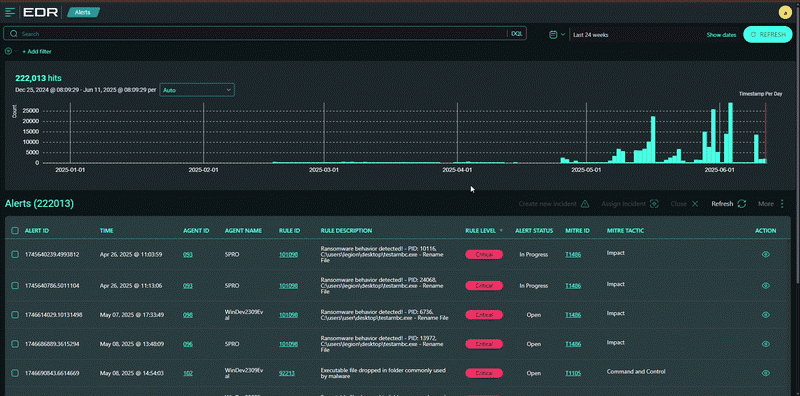 EDR Alerts
Search DQL Last 24 weeks Show dates REFRESH
+ Add filter
222,013 hits
Dec 25, 2024 @ 08:09:29 - Jun 11, 2025 @ 08:09:29 per Auto
Timestamp Per Day
Count
25000
20000
15000
10000
5000
0
2025-01-01 2025-02-01 2025-03-01 2025-04-01 2025-05-01 2025-06-01
Alerts (222013) Create new incident Assign Incident Close Refresh More
ALERT ID TIME AGENT ID AGENT NAME RULE ID RULE DESCRIPTION RULE LEVEL ALERT STATUS MITRE ID MITRE TACTIC ACTION
1745640239.4993812 Apr 26, 2025 @ 11:03:59 093 5PRO 101098 Ransomware behavior detected! - PID: 10116, C:\users\legion\desktop\testambc.exe - Rename File Critical In Progress T1486 Impact
1745640786.5011104 Apr 26, 2025 @ 11:13:06 093 5PRO 101098 Ransomware behavior detected! - PID: 24068, C:\users\legion\desktop\testambc.exe - Rename File Critical In Progress T1486 Impact
1746614029.10131498 May 07, 2025 @ 17:33:49 098 WinDev2309Eval 101098 Ransomware behavior detected! - PID: 6736, C:\users\user\desktop\testambc.exe - Rename File Critical Open T1486 Impact
1746686889.3615294 May 08, 2025 @ 13:48:09 096 5PRO 101098 Ransomware behavior detected! - PID: 13972, C:\users\legion\desktop\testambc.exe - Rename File Critical Open T1486 Impact
1746690843.6614669 May 08, 2025 @ 14:54:03 102 WinDev2309Eval 92213 Executable file dropped in folder commonly used by malware Critical Open T1105 Command and Control